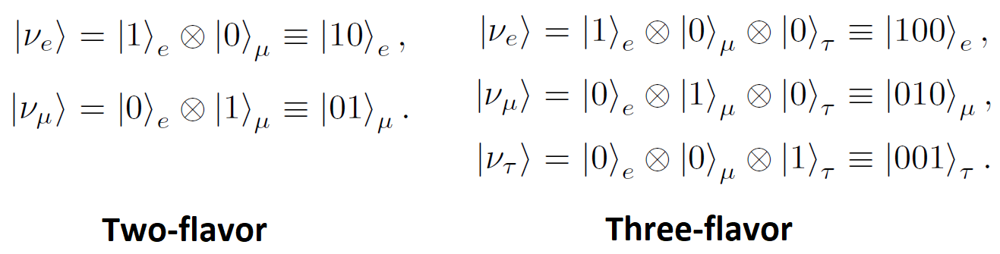 |ν_e⟩ = |1⟩_e ⊗ |0⟩_μ ≡ |10⟩_e ,
|ν_μ⟩ = |0⟩_e ⊗ |1⟩_μ ≡ |01⟩_μ .
Two-flavor
|ν_e⟩ = |1⟩_e ⊗ |0⟩_μ ⊗ |0⟩_τ ≡ |100⟩_e ,
|ν_μ⟩ = |0⟩_e ⊗ |1⟩_μ ⊗ |0⟩_τ ≡ |010⟩_μ ,
|ν_τ⟩ = |0⟩_e ⊗ |0⟩_μ ⊗ |1⟩_τ ≡ |001⟩_τ .
Three-flavor